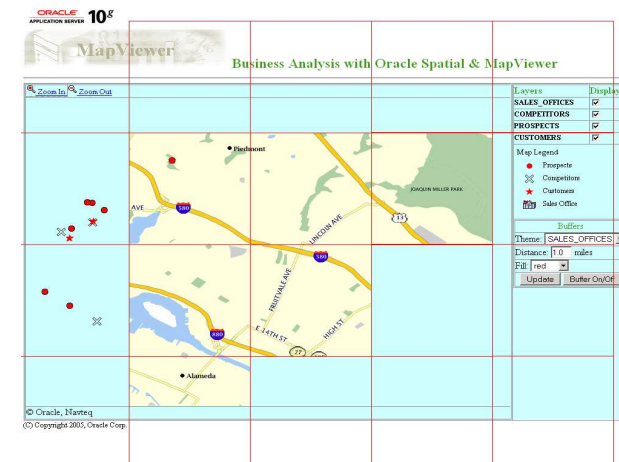 ORACLE
APPLICATION SERVER 10g
MapViewer
Business Analysis with Oracle Spatial & MapViewer
Zoom In Zoom Out
Layers Display
SALES_OFFICES
COMPETITORS
PROSPECTS
CUSTOMERS
Map Legend
Prospects
Competitors
Customers
Sales Office
Piedmont
JOAQUIN MILLER PARK
AVE
580
13
LINCOLN AVE
580
FRUITVALE AVE
E 14TH ST
HIGH ST
880
27
Alameda
Buffers
Theme: SALES_OFFICES
Distance: 1.0 miles
Fill: red
Update Buffer On/Off
© Oracle, Navteq
(C) Copyright 2005, Oracle Corp.